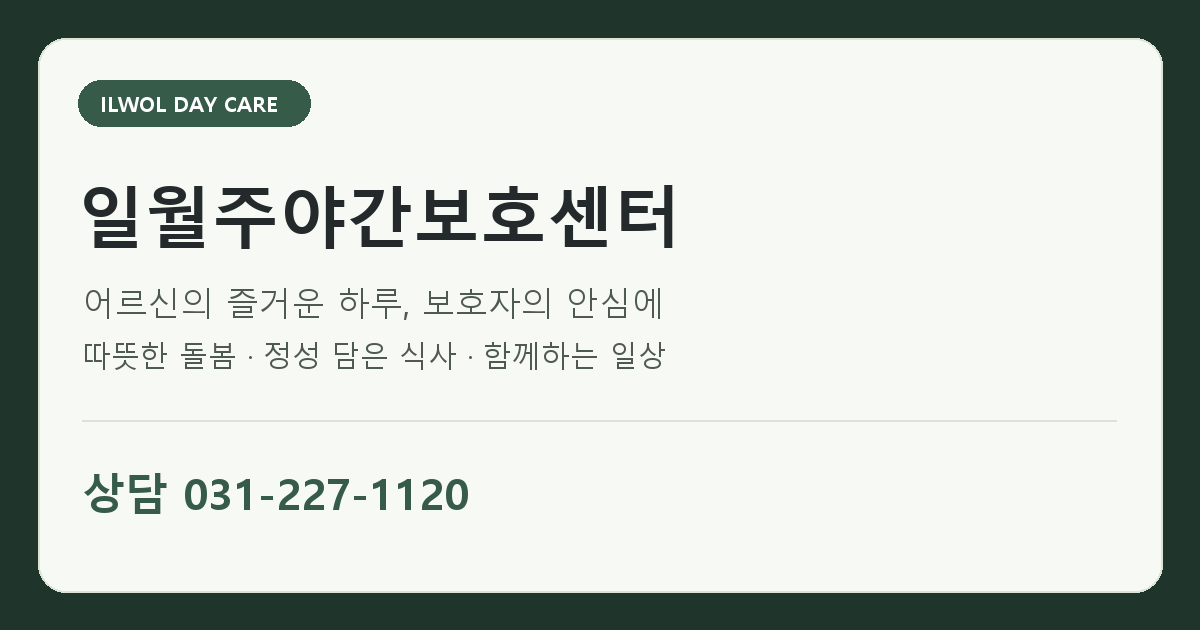 ILWOL DAY CARE
일월주야간보호센터
어르신의 즐거운 하루, 보호자의 안심에
따뜻한 돌봄 · 정성 담은 식사 · 함께하는 일상
상담 031-227-1120